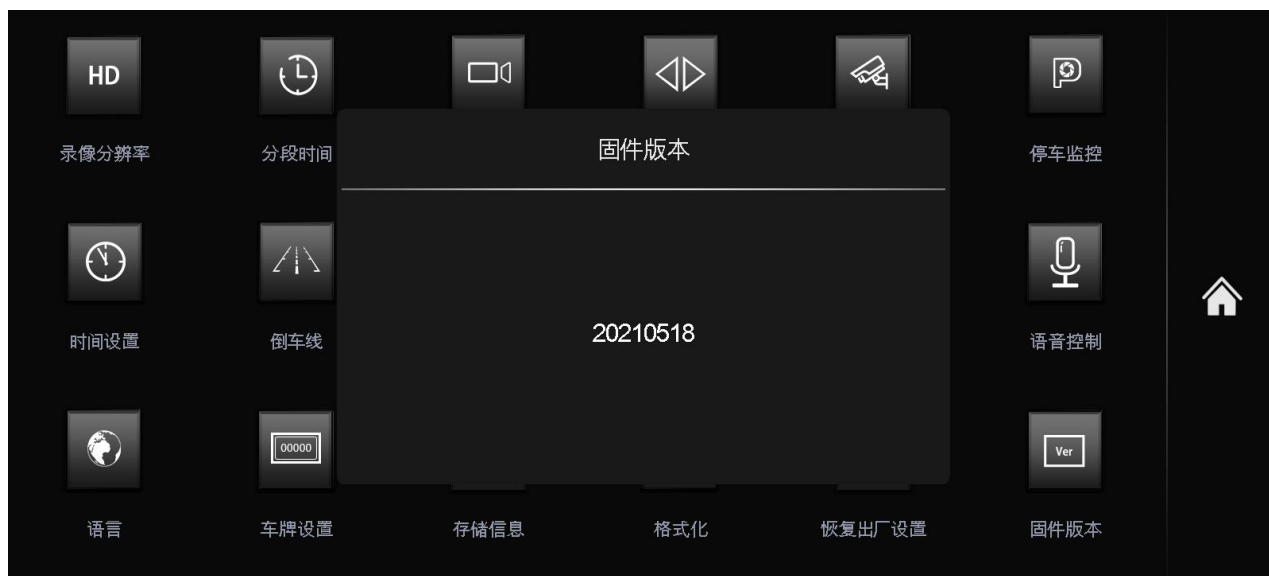 HD
录像分辨率
分段时间
固件版本
停车监控
时间设置
倒车线
20210518
语音控制
00000
Ver
语言
车牌设置
存储信息
格式化
恢复出厂设置
固件版本